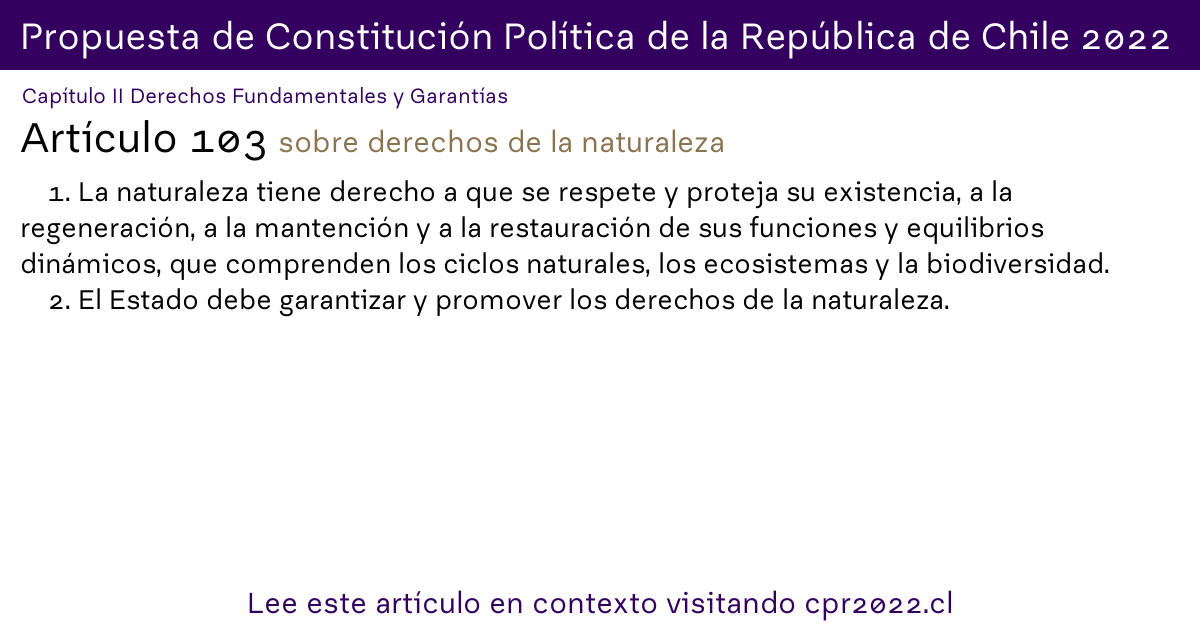 Propuesta de Constitución Política de la República de Chile 2022
Capítulo II Derechos Fundamentales y Garantías
Artículo 103 sobre derechos de la naturaleza
1. La naturaleza tiene derecho a que se respete y proteja su existencia, a la
regeneración, a la mantención y a la restauración de sus funciones y equilibrios
dinámicos, que comprenden los ciclos naturales, los ecosistemas y la biodiversidad.
2. El Estado debe garantizar y promover los derechos de la naturaleza.
Lee este artículo en contexto visitando cpr2022.cl